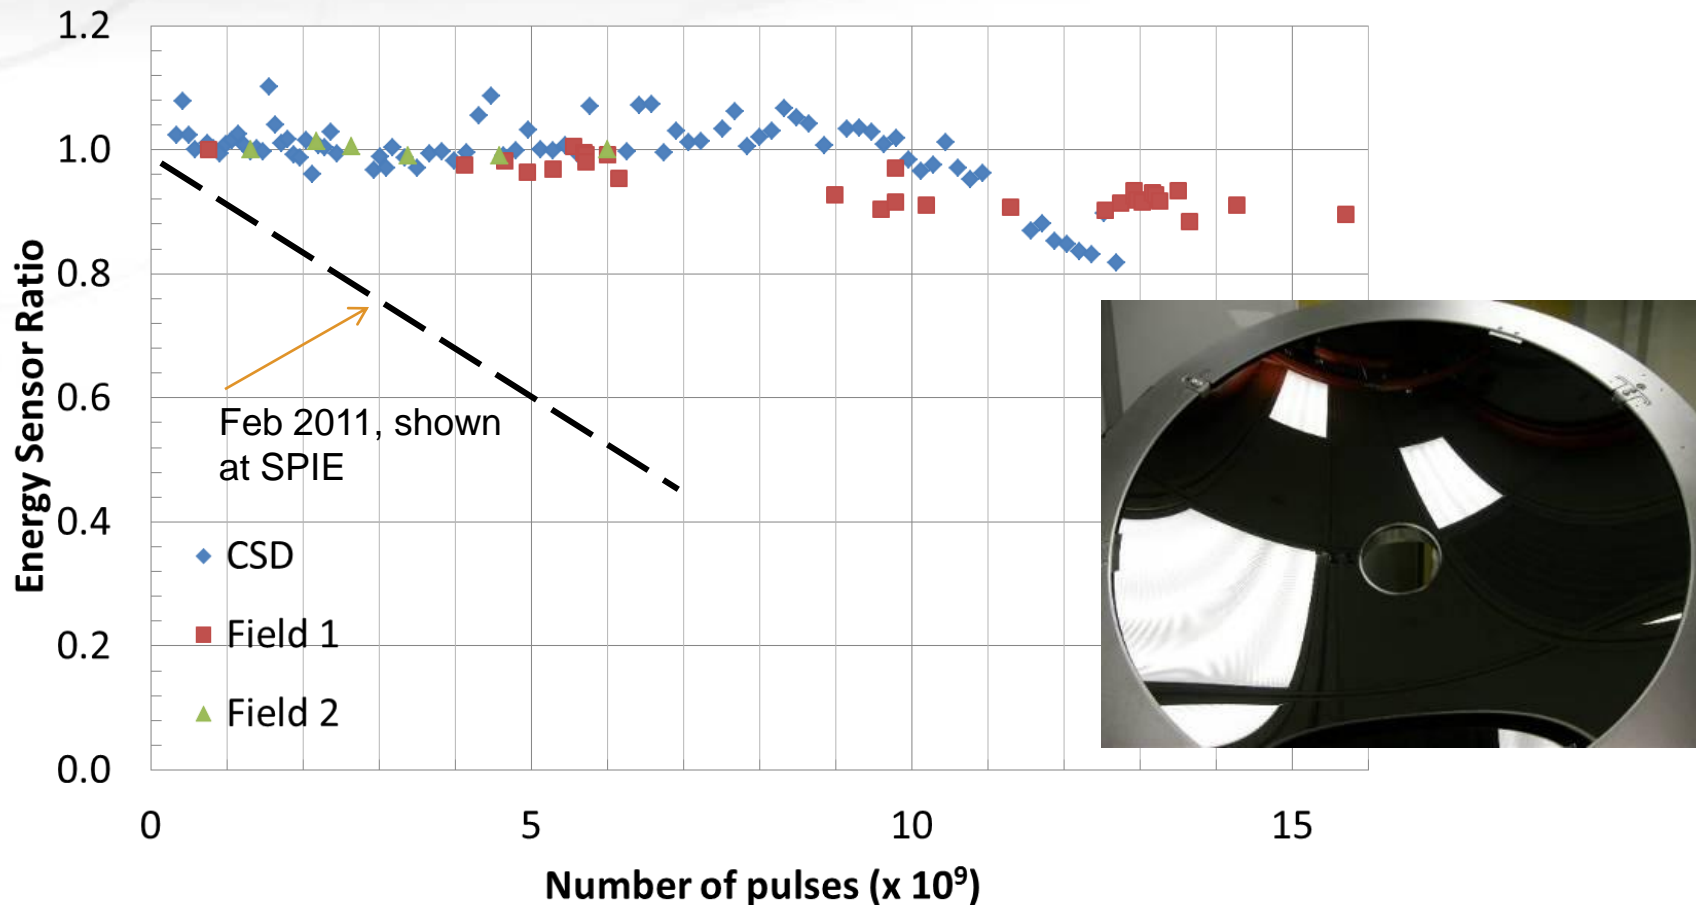 1.2
1.0
0.8
0.6
0.4
0.2
0.0
Energy Sensor Ratio
Feb 2011, shown
at SPIE
CSD
Field 1
Field 2
0 5 10 15
Number of pulses (x 10⁹)